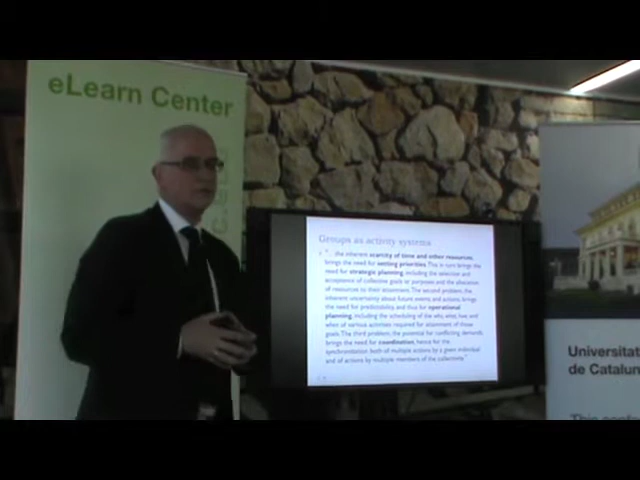 eLearn Center
Groups as activity systems
"... the inherent scarcity of time and other resources,
brings the need for setting priorities. This in turn brings the
need for strategic planning including the selection and
acceptance of collective goals or purposes and the allocation
of resources to their attainment. The second problem, the
inherent uncertainty about future events and actions, brings
the need for predictability, and thus for operational
planning, including the scheduling of the who, what, how and
when of various activities required for attainment of those
goals. The third problem, the potential for conflicting demands
brings the need for coordination, hence for the
synchronization both of multiple actions by a given individual
and of actions by multiple members of the collectivity."
Universitat
de Catalun